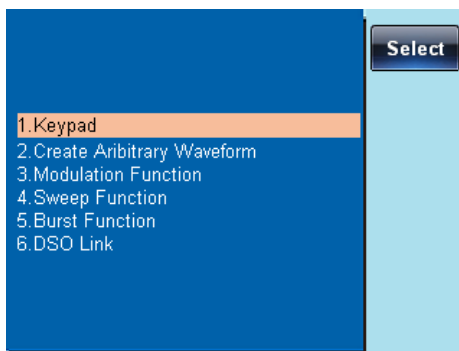 Select
1.Keypad
2.Create Aribitrary Waveform
3.Modulation Function
4.Sweep Function
5.Burst Function
6.DSO Link